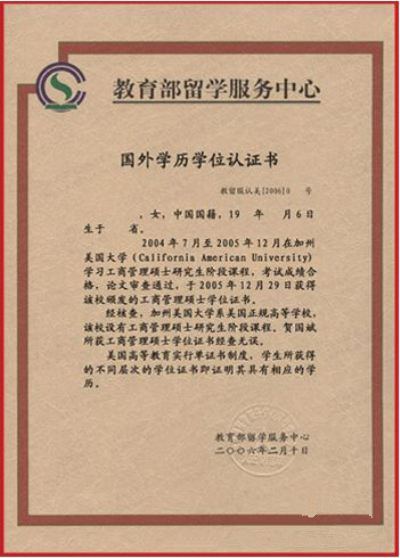 教育部留学服务中心
国外学历学位认证书
教留服认美[2006]0 号
，女，中国国籍，19 年 月6日
生于 省。
2004年7月至2005年12月在加州
美国大学（California American University）
学习工商管理硕士研究生阶段课程，考试成绩合
格，论文审查通过，于2005年12月29日获得
该校颁发的工商管理硕士学位证书。
经核查，加州美国大学系美国正规高等学校，
该校设有工商管理硕士研究生阶段课程。贺国斌
所获工商管理硕士学位证书经查无误。
美国高等教育实行单证书制度，学生所获得
的不同层次的学位证书即证明其具有相应的学
历。
教育部留学服务中心
二〇〇六年二月十日